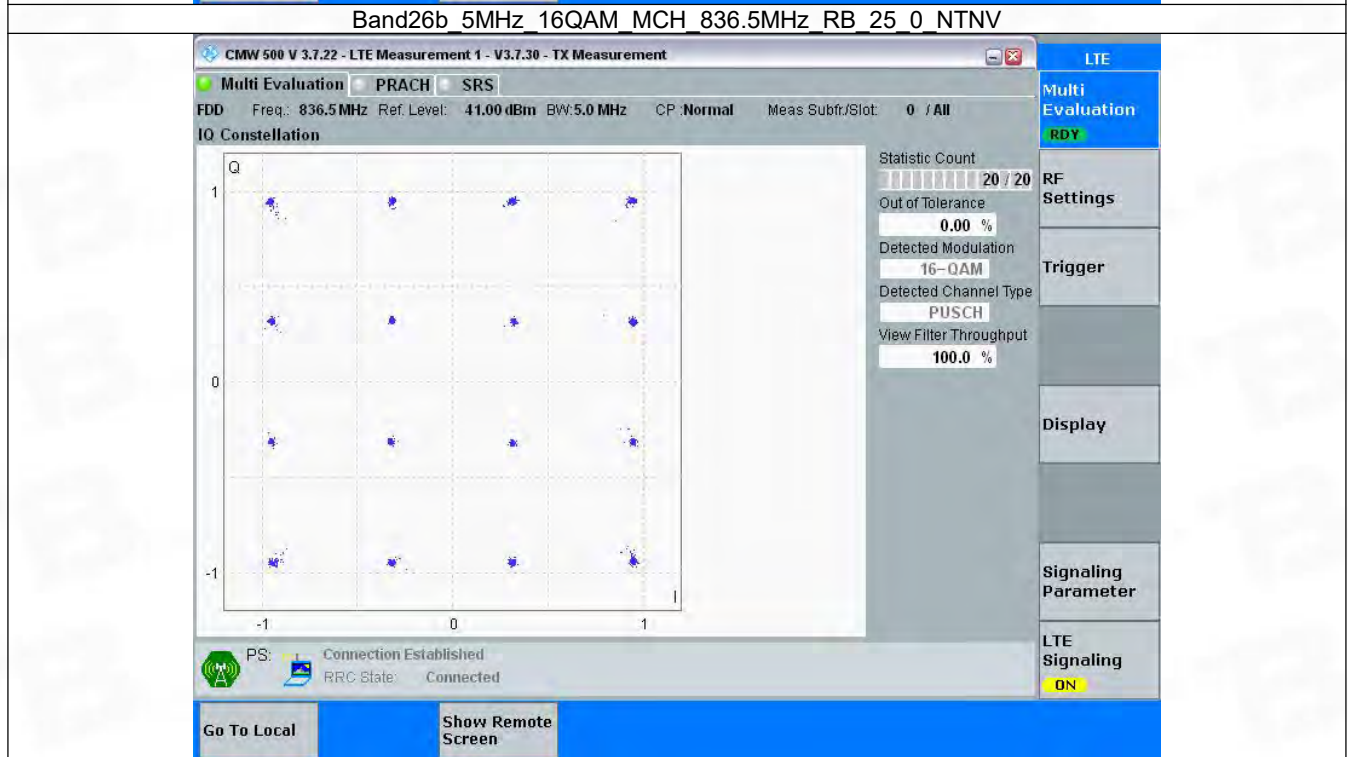 Band26b_5MHz_16QAM_MCH_836.5MHz_RB_25_0_NTNV
CMW 500 V 3.7.22 - LTE Measurement 1 - V3.7.30 - TX Measurement
LTE
Multi Evaluation PRACH SRS
Multi
Evaluation
RDY
FDD Freq.: 836.5 MHz Ref. Level: 41.00 dBm BW: 5.0 MHz CP :Normal Meas Subfr./Slot: 0 / All
IQ Constellation
Q
1
0
-1
-1 0 1
I
Statistic Count
20 / 20
Out of Tolerance
0.00 %
Detected Modulation
16-QAM
Detected Channel Type
PUSCH
View Filter Throughput
100.0 %
RF
Settings
Trigger
Display
Signaling
Parameter
LTE
Signaling
ON
PS: Connection Established
RRC State: Connected
Go To Local
Show Remote
Screen